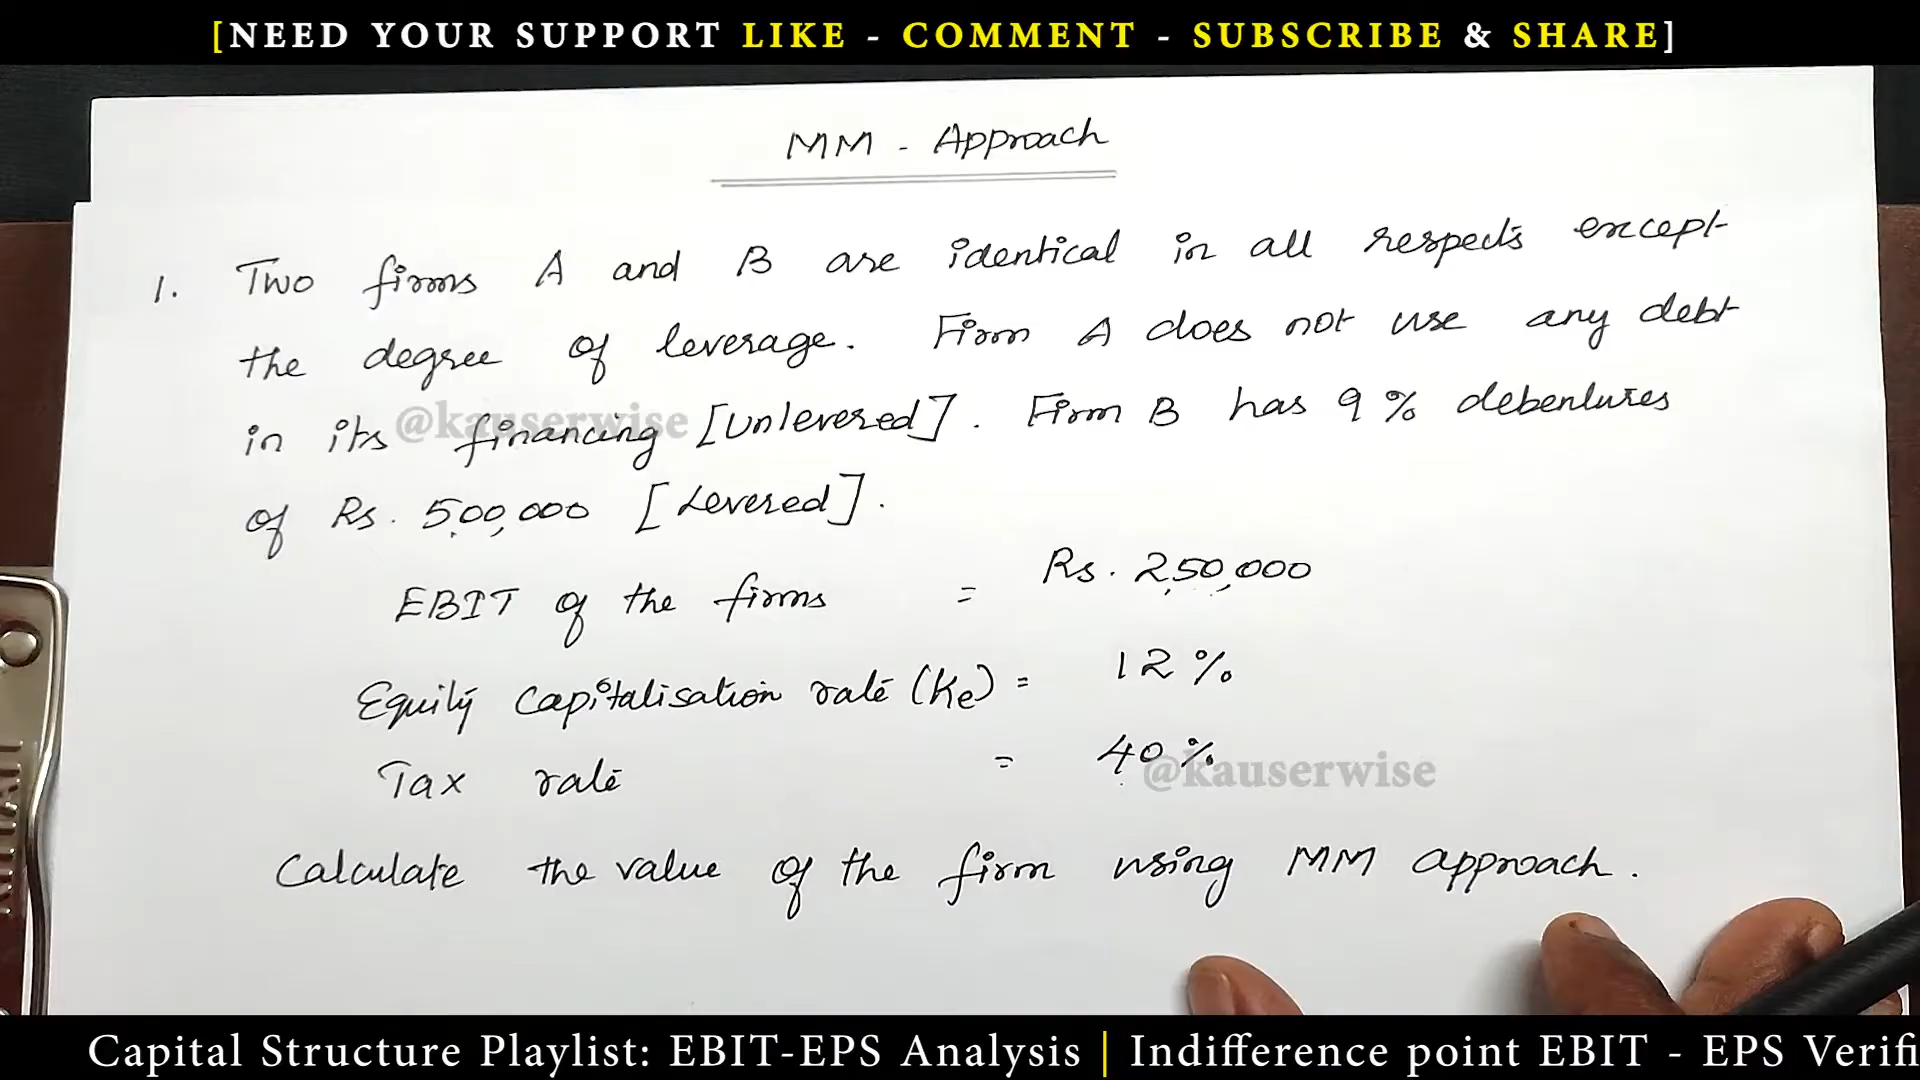 [NEED YOUR SUPPORT LIKE - COMMENT - SUBSCRIBE & SHARE]
MM - Approach
1. Two firms A and B are identical in all respects except
the degree of leverage. Firm A does not use any debt
in its financing [Unlevered]. Firm B has 9% debentures
@kauserwise
of Rs. 500,000 [Levered].
EBIT of the firms = Rs. 250,000
Equity Capitalisation rate (Ke) = 12%
Tax rate = 40%
@kauserwise
Calculate the value of the firm using MM approach.
Capital Structure Playlist: EBIT-EPS Analysis | Indifference point EBIT - EPS Verifi